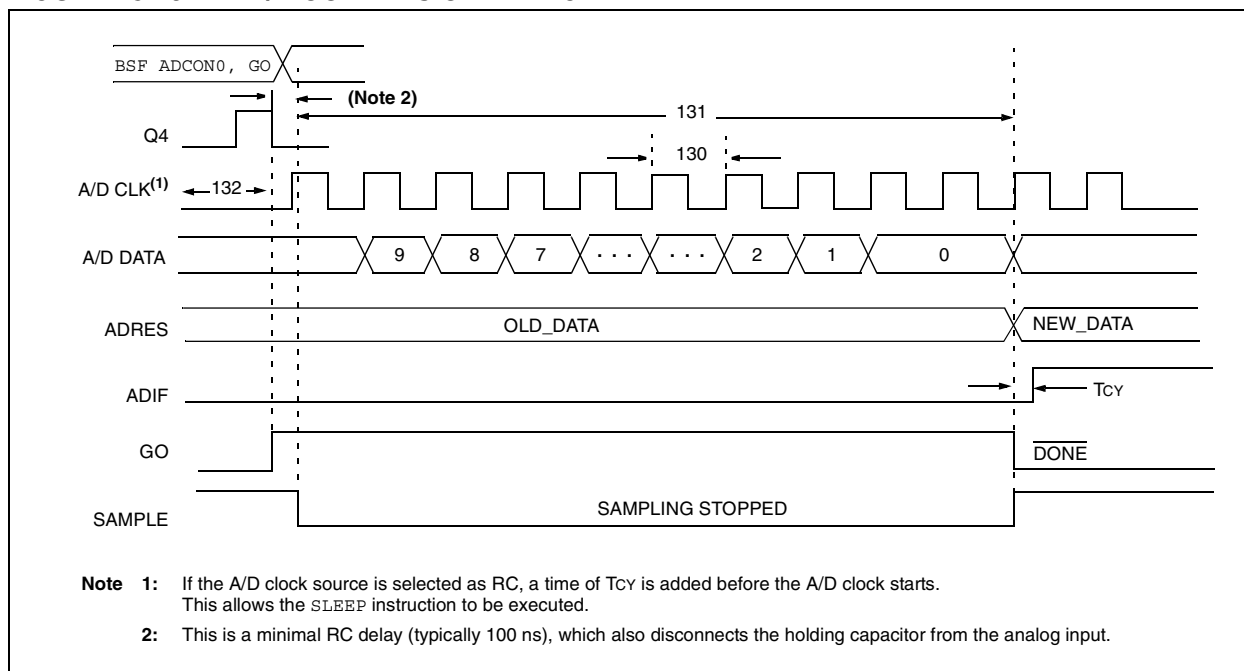 BSF ADCON0, GO
(Note 2)
131
Q4
130
A/D CLK(1)
132
A/D DATA
9 8 7 . . . . . . 2 1 0
ADRES
OLD_DATA
NEW_DATA
ADIF
TCY
GO
DONE
SAMPLE
SAMPLING STOPPED
Note 1: If the A/D clock source is selected as RC, a time of TCY is added before the A/D clock starts.
This allows the SLEEP instruction to be executed.
2: This is a minimal RC delay (typically 100 ns), which also disconnects the holding capacitor from the analog input.